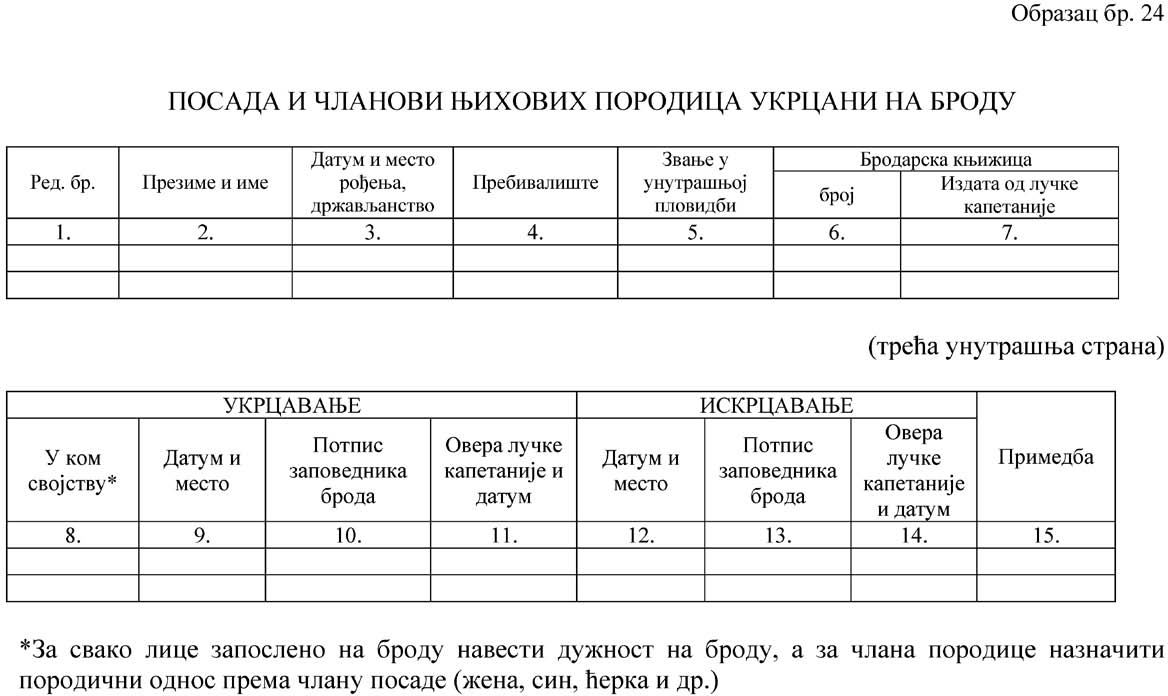 Образац бр. 24
ПОСАДА И ЧЛАНОВИ ЊИХОВИХ ПОРОДИЦА УКРЦАНИ НА БРОДУ
Ред. бр.
Презиме и име
Датум и место
рођења,
држављанство
Пребивалиште
Звање у
унутрашњој
пловидби
Бродарска књижица
број
Издата од лучке
капетаније
1. 2. 3. 4. 5. 6. 7.
(трећа унутрашња страна)
УКРЦАВАЊЕ
ИСКРЦАВАЊЕ
У ком
својству*
Датум и
место
Потпис
заповедника
брода
Овера лучке
капетаније и
датум
Датум и
место
Потпис
заповедника
брода
Овера
лучке
капетаније
и датум
Примедба
8. 9. 10. 11. 12. 13. 14. 15.
*За свако лице запослено на броду навести дужност на броду, а за члана породице назначити
породични однос према члану посаде (жена, син, ћерка и др.)